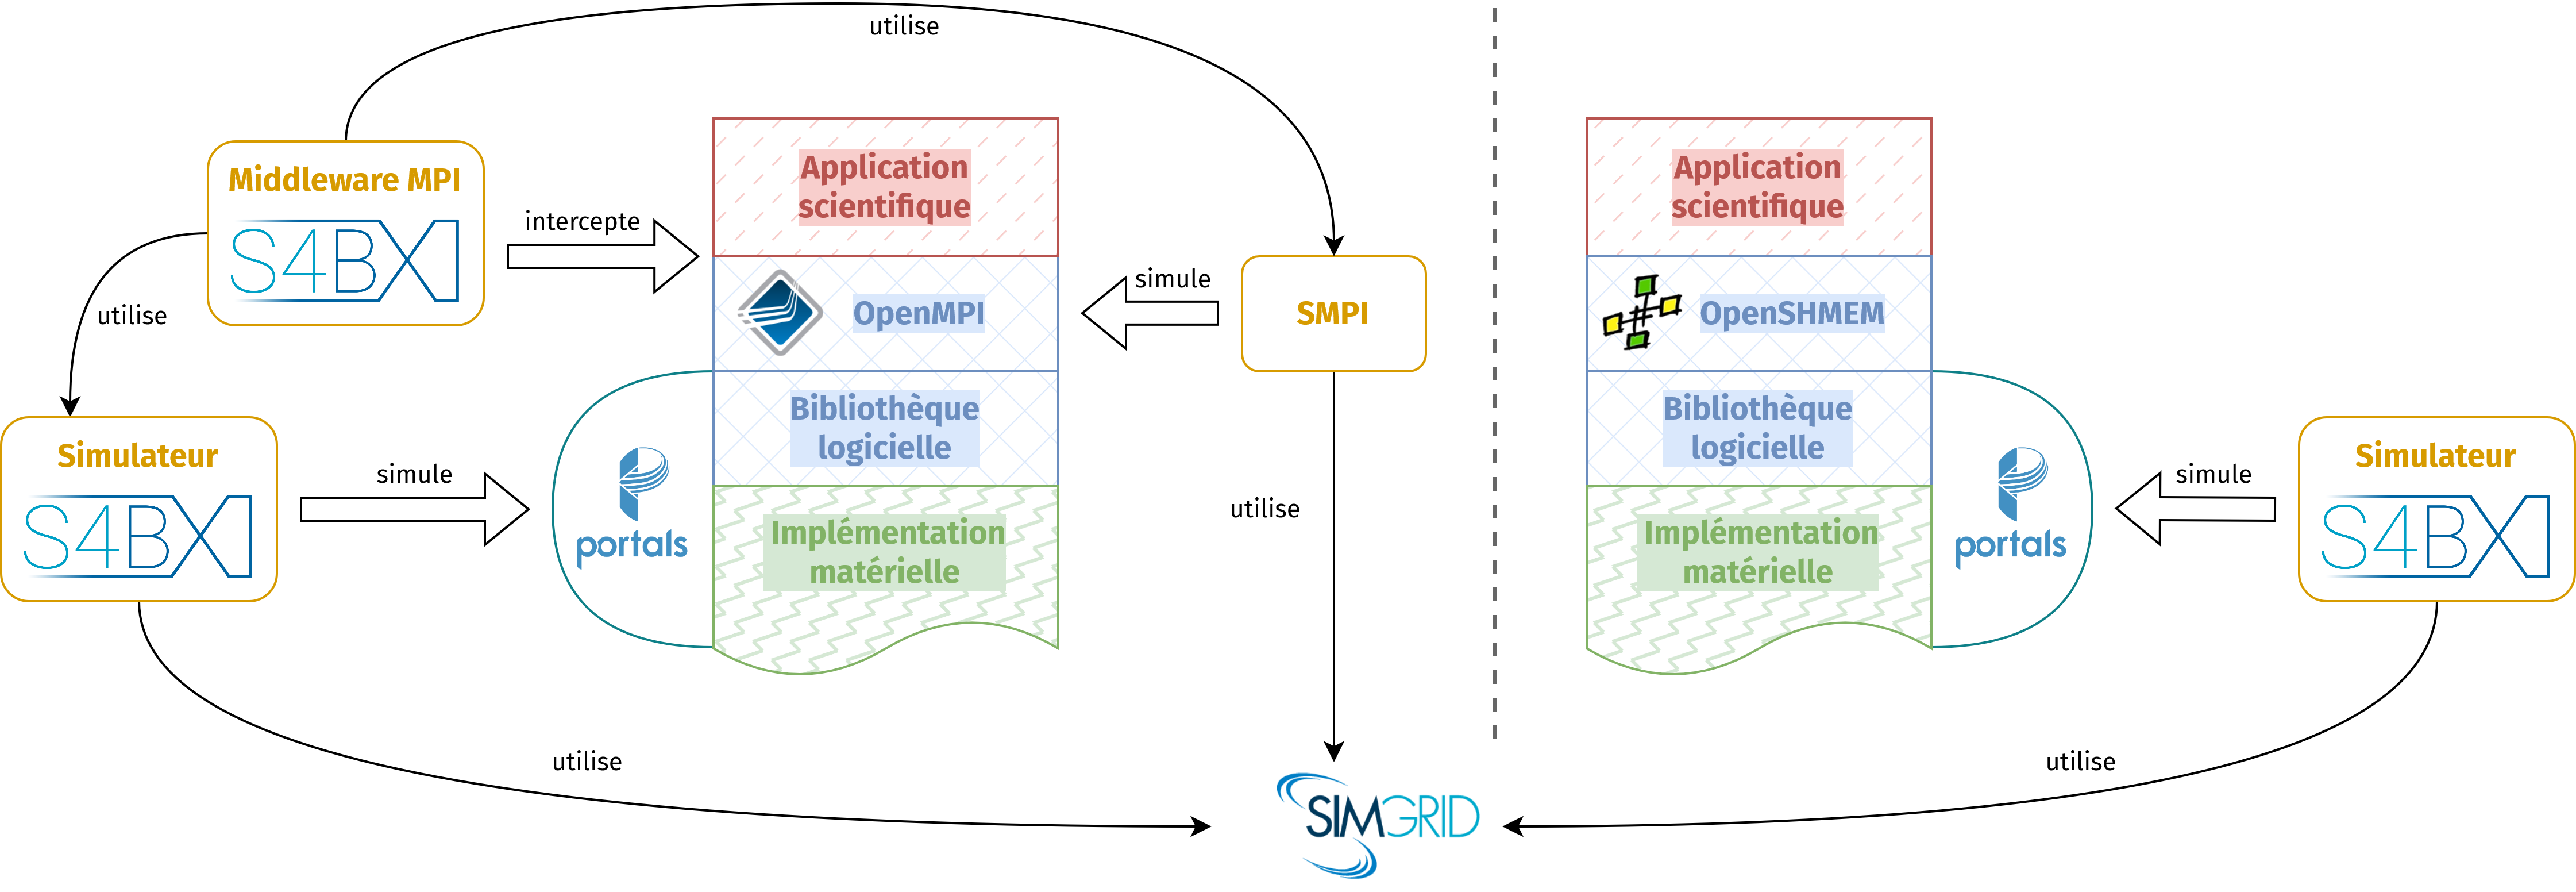 utilise
Middleware MPI
S4BXI
intercepte
utilise
Application
scientifique
OpenMPI
Bibliothèque
logicielle
Implémentation
matérielle
simule
SMPI
Simulateur
S4BXI
simule
portals
utilise
utilise
SIMGRID
Application
scientifique
OpenSHMEM
Bibliothèque
logicielle
Implémentation
matérielle
portals
simule
Simulateur
S4BXI
utilise